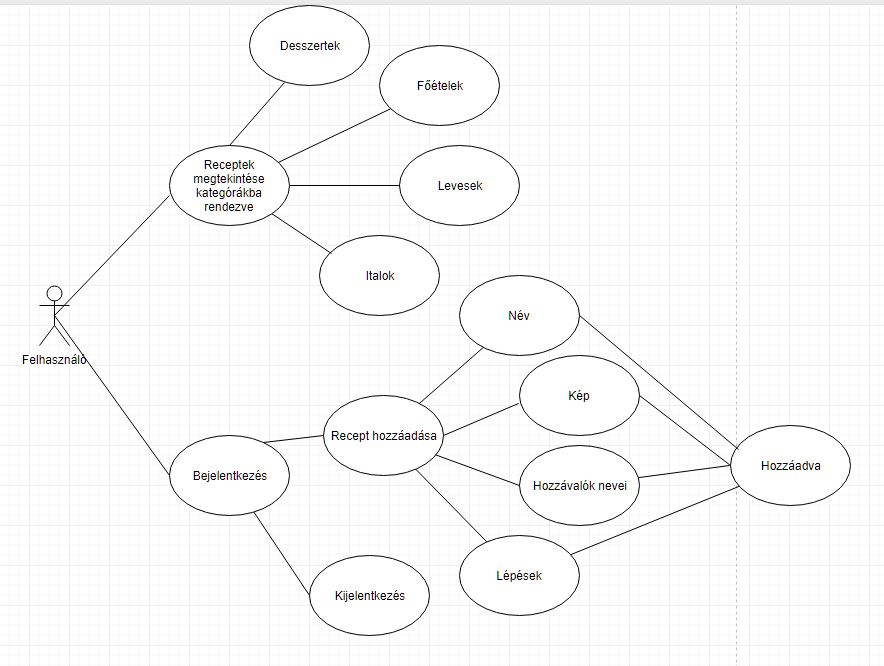 Desszertek
Főételek
Receptek
megtekintése
kategórákba
rendezve
Levesek
Italok
Felhasználó
Név
Kép
Recept hozzáadása
Hozzáadva
Bejelentkezés
Hozzávalók nevei
Lépések
Kijelentkezés